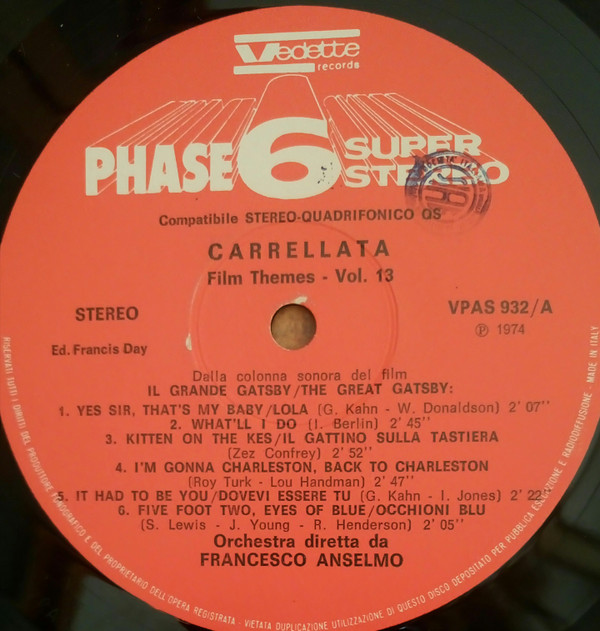 Vedette
records
PHASE 6 SUPER
STEREO
Compatibile STEREO-QUADRIFONICO QS
CARRELLATA
Film Themes - Vol. 13
STEREO
VPAS 932/A
Ⓟ 1974
Ed. Francis Day
Dalla colonna sonora del film
IL GRANDE GATSBY/THE GREAT GATSBY:
1. YES SIR, THAT'S MY BABY/LOLA (G. Kahn - W. Donaldson) 2'07''
2. WHAT'LL I DO (I. Berlin) 2'45''
3. KITTEN ON THE KES/IL GATTINO SULLA TASTIERA
(Zez Confrey) 2'52''
4. I'M GONNA CHARLESTON, BACK TO CHARLESTON
(Roy Turk - Lou Handman) 2'47''
5. IT HAD TO BE YOU/DOVEVI ESSERE TU (G. Kahn - I. Jones) 2'22''
6. FIVE FOOT TWO, EYES OF BLUE/OCCHIONI BLU
(S. Lewis - J. Young - R. Henderson) 2'05''
Orchestra diretta da
FRANCESCO ANSELMO
RISERVATI TUTTI I DIRITTI DEL PRODUTTORE FONOGRAFICO E DEL PROPRIETARIO DELL'OPERA REGISTRATA - VIETATA DUPLICAZIONE UTILIZZAZIONE DI QUESTO DISCO DEPOSITATO PER PUBBLICA ESECUZIONE E RADIODIFFUSIONE. MADE IN ITALY